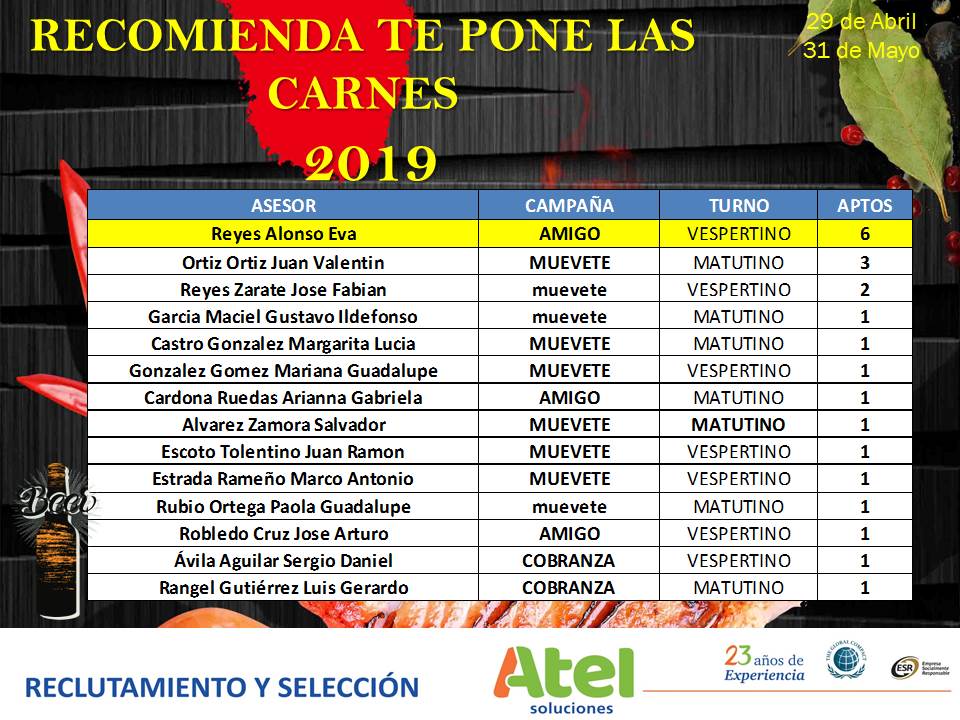 RECOMIENDA TE PONE LAS
CARNES
2019
29 de Abril
31 de Mayo
ASESOR CAMPAÑA TURNO APTOS
Reyes Alonso Eva AMIGO VESPERTINO 6
Ortiz Ortiz Juan Valentin MUEVETE MATUTINO 3
Reyes Zarate Jose Fabian muevete VESPERTINO 2
Garcia Maciel Gustavo Ildefonso muevete MATUTINO 1
Castro Gonzalez Margarita Lucia MUEVETE MATUTINO 1
Gonzalez Gomez Mariana Guadalupe MUEVETE VESPERTINO 1
Cardona Ruedas Arianna Gabriela AMIGO MATUTINO 1
Alvarez Zamora Salvador MUEVETE MATUTINO 1
Escoto Tolentino Juan Ramon MUEVETE VESPERTINO 1
Estrada Rameño Marco Antonio MUEVETE VESPERTINO 1
Rubio Ortega Paola Guadalupe muevete MATUTINO 1
Robledo Cruz Jose Arturo AMIGO VESPERTINO 1
Ávila Aguilar Sergio Daniel COBRANZA VESPERTINO 1
Rangel Gutiérrez Luis Gerardo COBRANZA MATUTINO 1
Beer
RECLUTAMIENTO Y SELECCIÓN
Atel
soluciones
23 años de
Experiencia
THE GLOBAL COMPACT
ESR
Empresa
Socialmente
Responsable